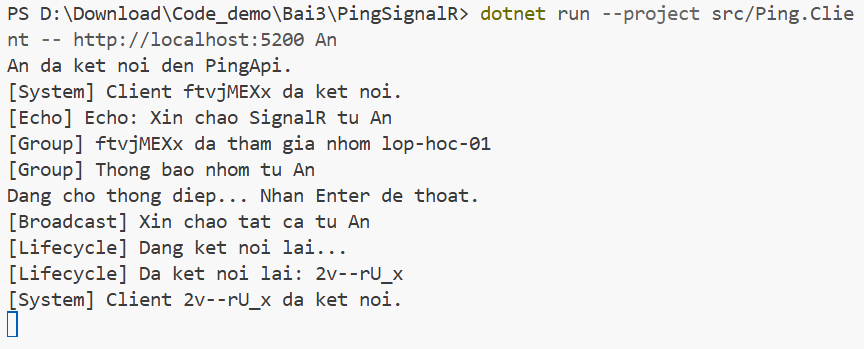 PS D:\Download\Code_demo\Bai3\PingSignalR> dotnet run --project src/Ping.Clie
nt -- http://localhost:5200 An
An da ket noi den PingApi.
[System] Client ftvjMEXx da ket noi.
[Echo] Echo: Xin chao SignalR tu An
[Group] ftvjMEXx da tham gia nhom lop-hoc-01
[Group] Thong bao nhom tu An
Dang cho thong diep... Nhan Enter de thoat.
[Broadcast] Xin chao tat ca tu An
[Lifecycle] Dang ket noi lai...
[Lifecycle] Da ket noi lai: 2v--rU_x
[System] Client 2v--rU_x da ket noi.